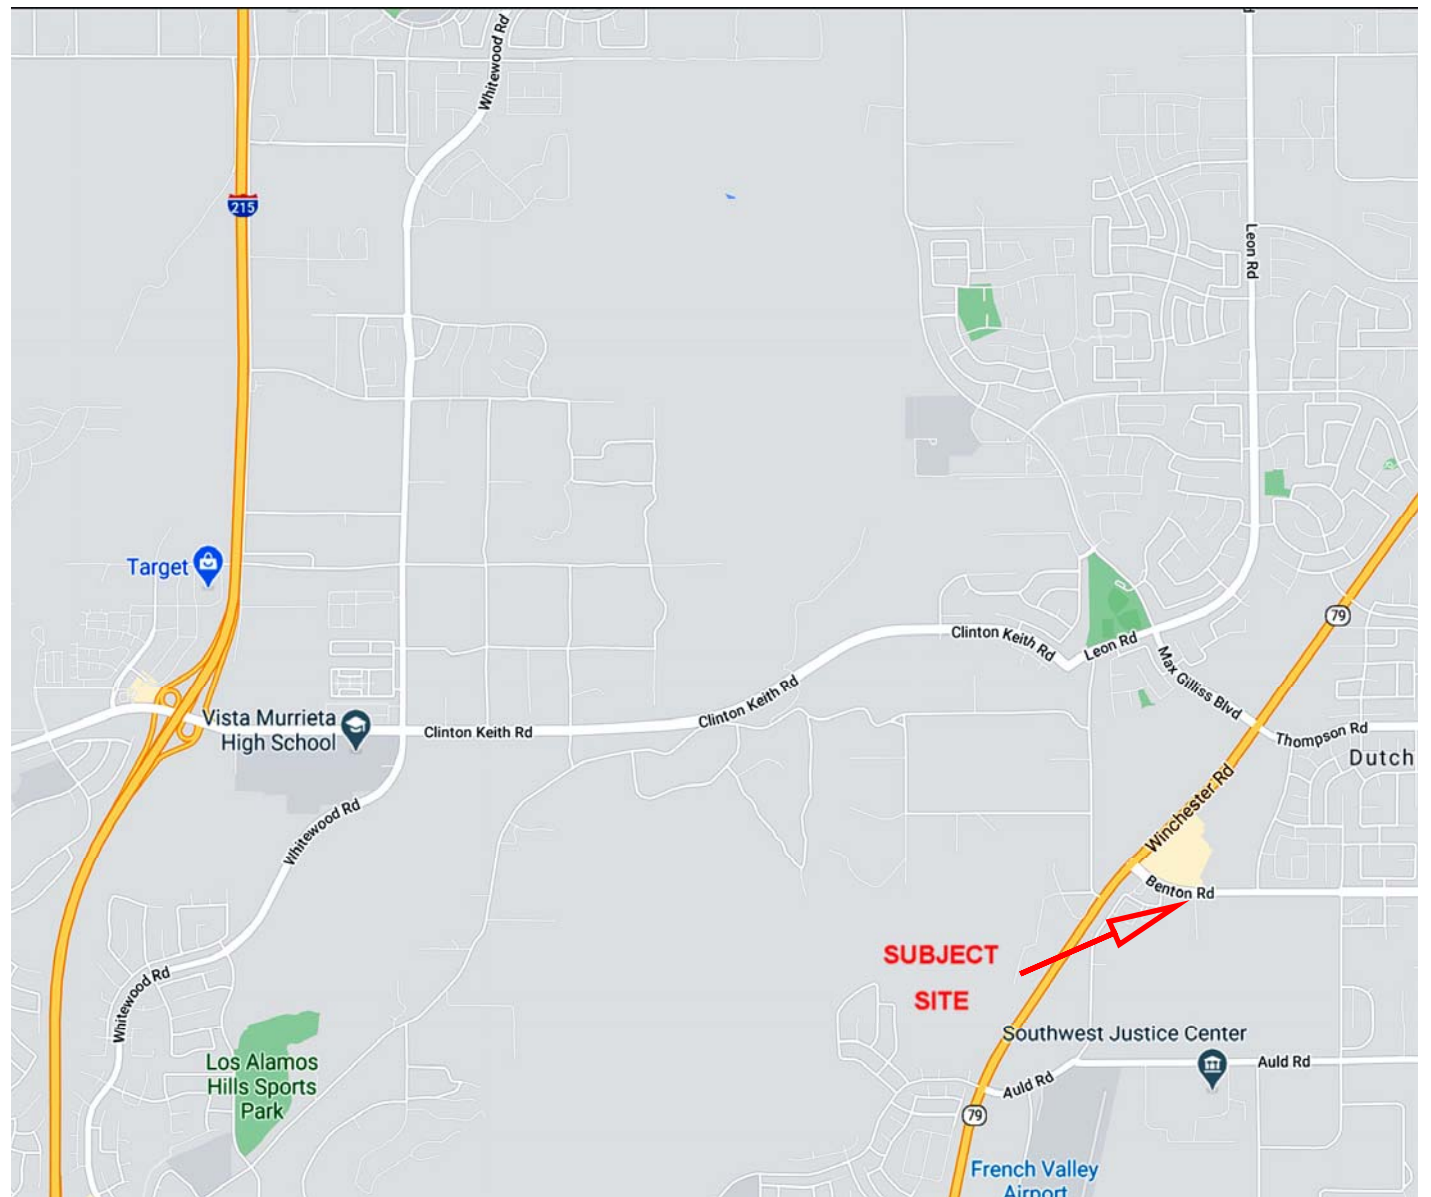 Whitewood Rd
215
Leon Rd
Target
79
Clinton Keith Rd
Leon Rd
Max Gilliss Blvd
Clinton Keith Rd
Vista Murrieta
High School
Clinton Keith Rd
Thompson Rd
Dutch
Winchester Rd
Whitewood Rd
Benton Rd
SUBJECT
SITE
Whitewood Rd
Southwest Justice Center
Los Alamos
Hills Sports
Park
Auld Rd
Auld Rd
79
French Valley
Airport